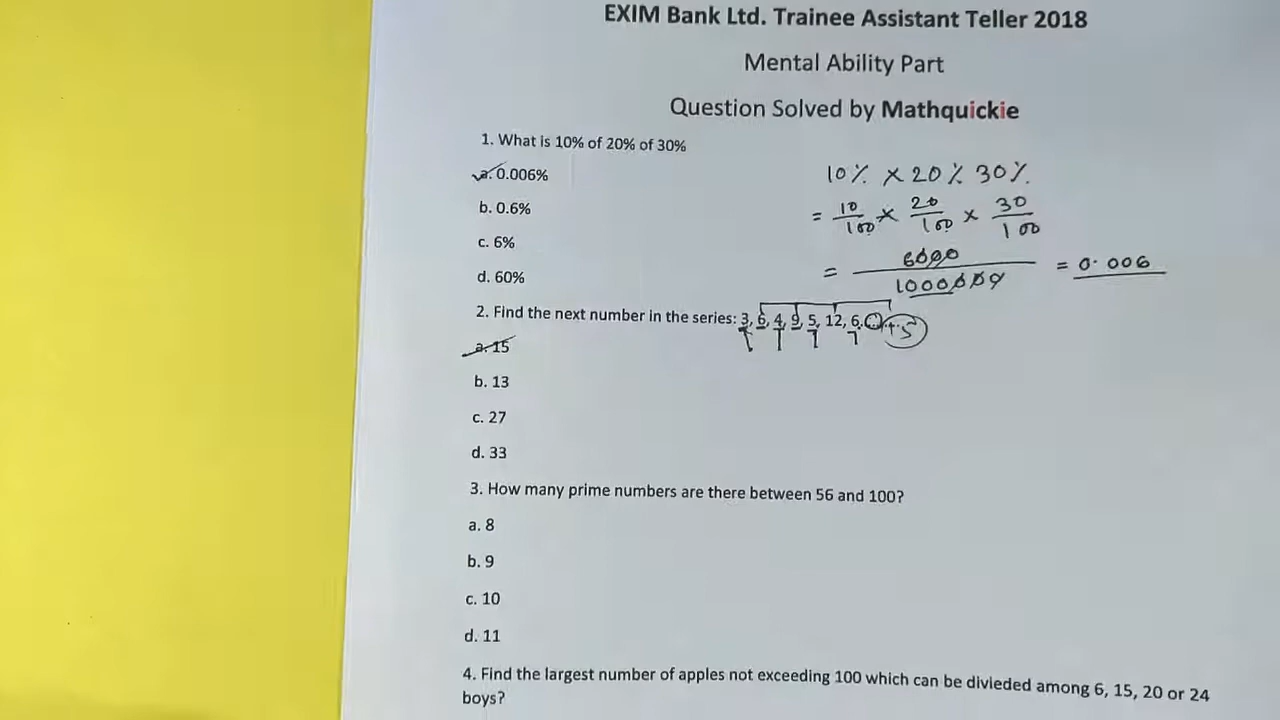 EXIM Bank Ltd. Trainee Assistant Teller 2018
Mental Ability Part
Question Solved by Mathquickie
1. What is 10% of 20% of 30%
a. 0.006%
b. 0.6%
c. 6%
d. 60%
10% × 20% 30%.
= 10/100 × 20/100 × 30/100
= 6000/1000000 = 0.006
2. Find the next number in the series: 3, 6, 4, 9, 5, 12, 6, 15
a. 15
b. 13
c. 27
d. 33
3. How many prime numbers are there between 56 and 100?
a. 8
b. 9
c. 10
d. 11
4. Find the largest number of apples not exceeding 100 which can be divieded among 6, 15, 20 or 24
boys?